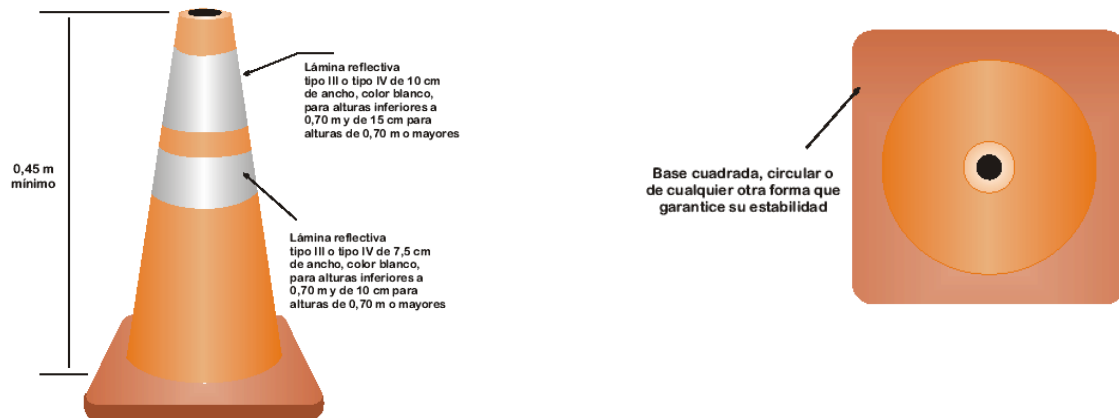 Lámina reflectiva
tipo III o tipo IV de 10 cm
de ancho, color blanco,
para alturas inferiores a
0,70 m y de 15 cm para
alturas de 0,70 m o mayores
0,45 m
mínimo
Lámina reflectiva
tipo III o tipo IV de 7,5 cm
de ancho, color blanco,
para alturas inferiores a
0,70 m y de 10 cm para
alturas de 0,70 m o mayores
Base cuadrada, circular o
de cualquier otra forma que
garantice su estabilidad